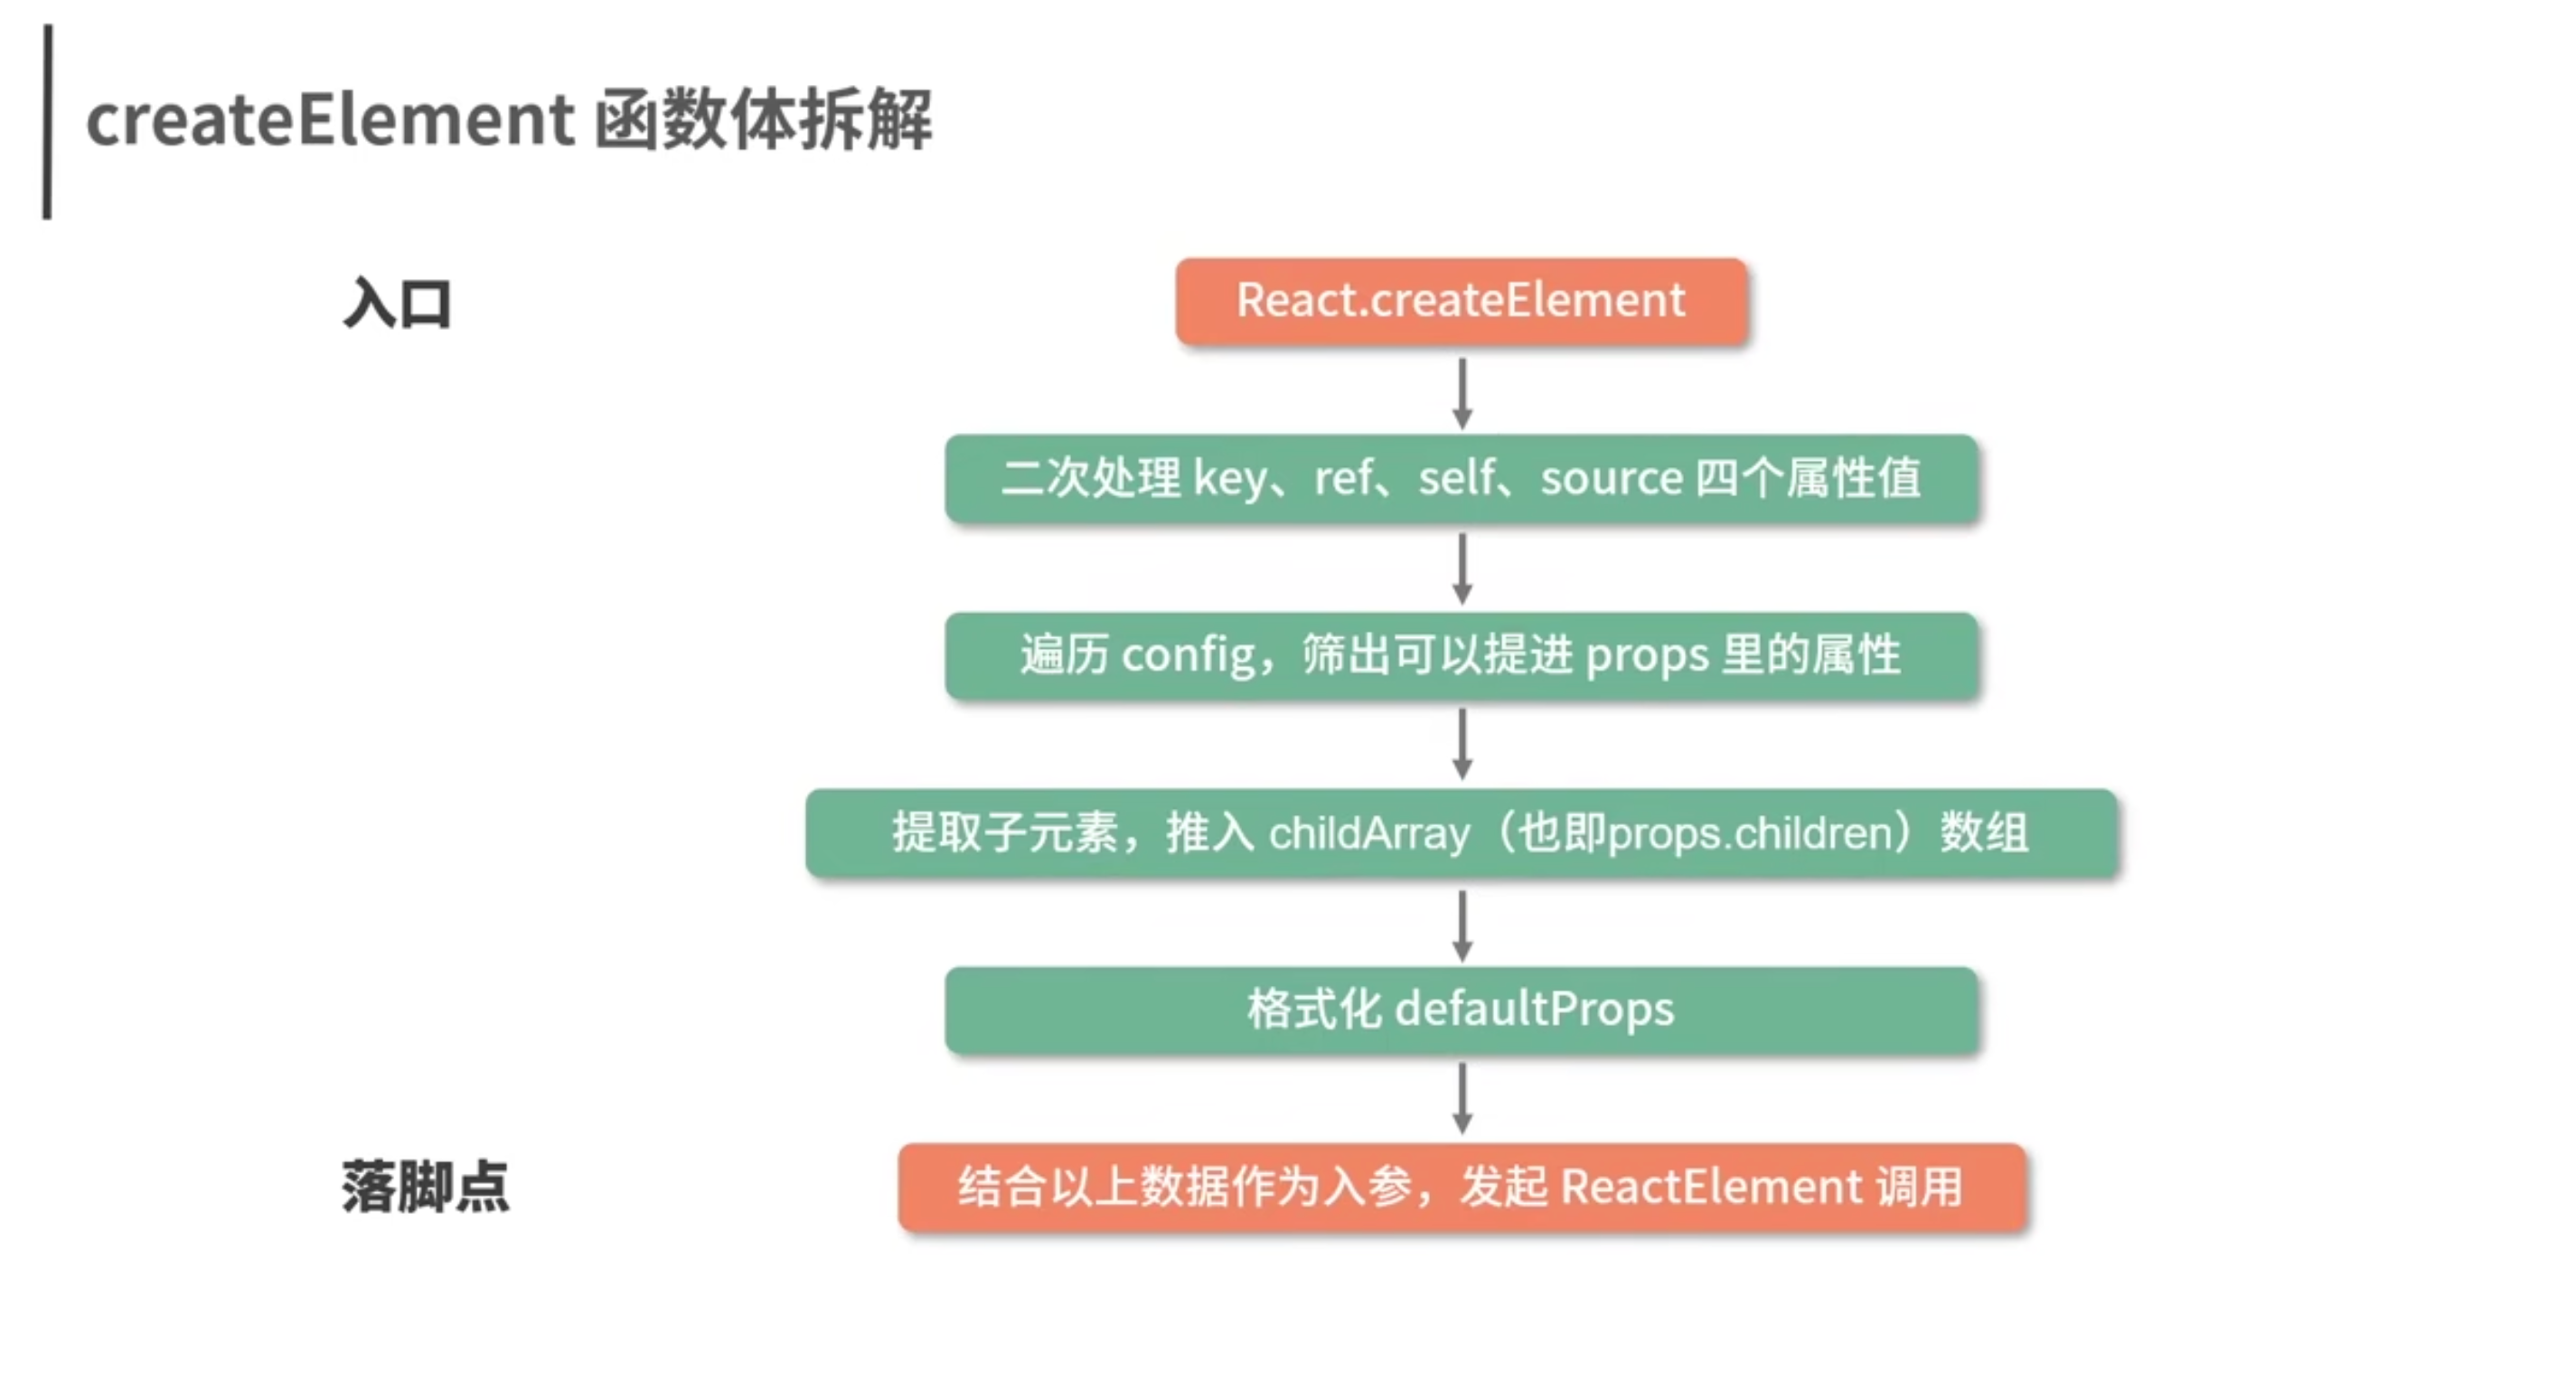 createElement 函数体拆解
入口
React.createElement
二次处理 key、ref、self、source 四个属性值
遍历 config，筛出可以提进 props 里的属性
提取子元素，推入 childArray（也即props.children）数组
格式化 defaultProps
落脚点
结合以上数据作为入参，发起 ReactElement 调用